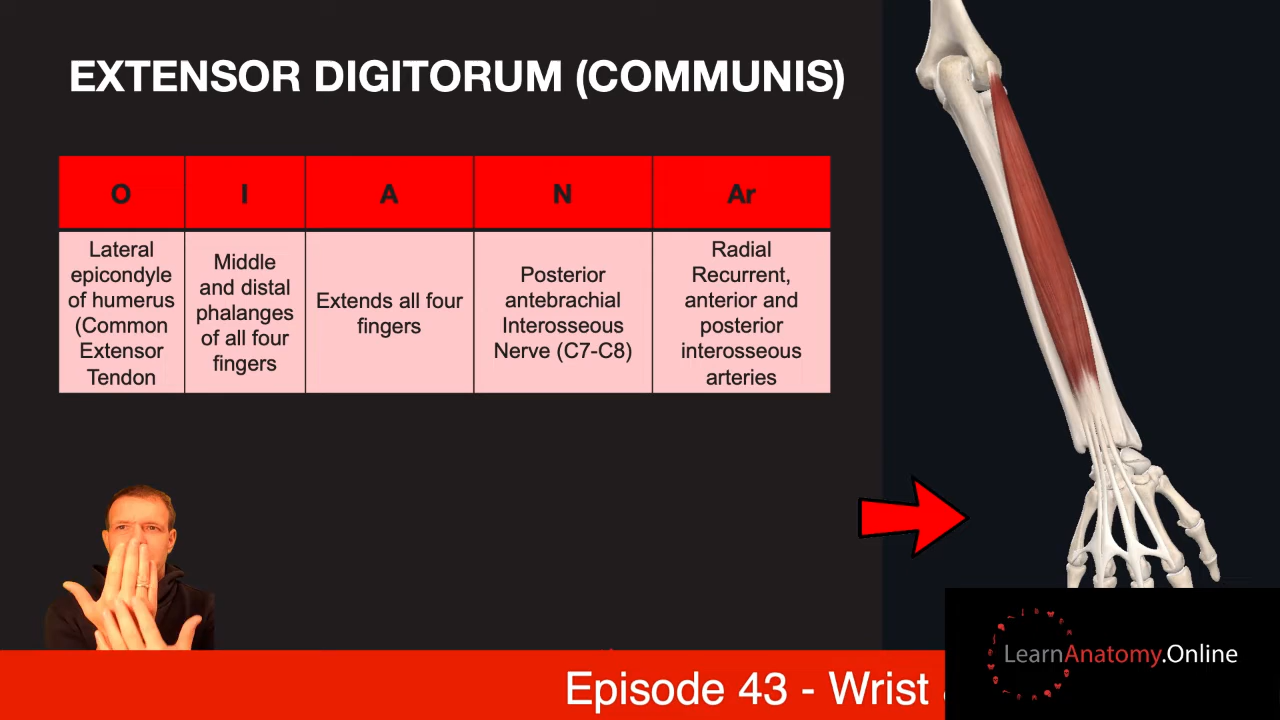 EXTENSOR DIGITORUM (COMMUNIS)
O
I
A
N
Ar
Lateral
epicondyle
of humerus
(Common
Extensor
Tendon
Middle
and distal
phalanges
of all four
fingers
Extends all four
fingers
Posterior
antebrachial
Interosseous
Nerve (C7-C8)
Radial
Recurrent,
anterior and
posterior
interosseous
arteries
LearnAnatomy.Online
Episode 43 - Wrist